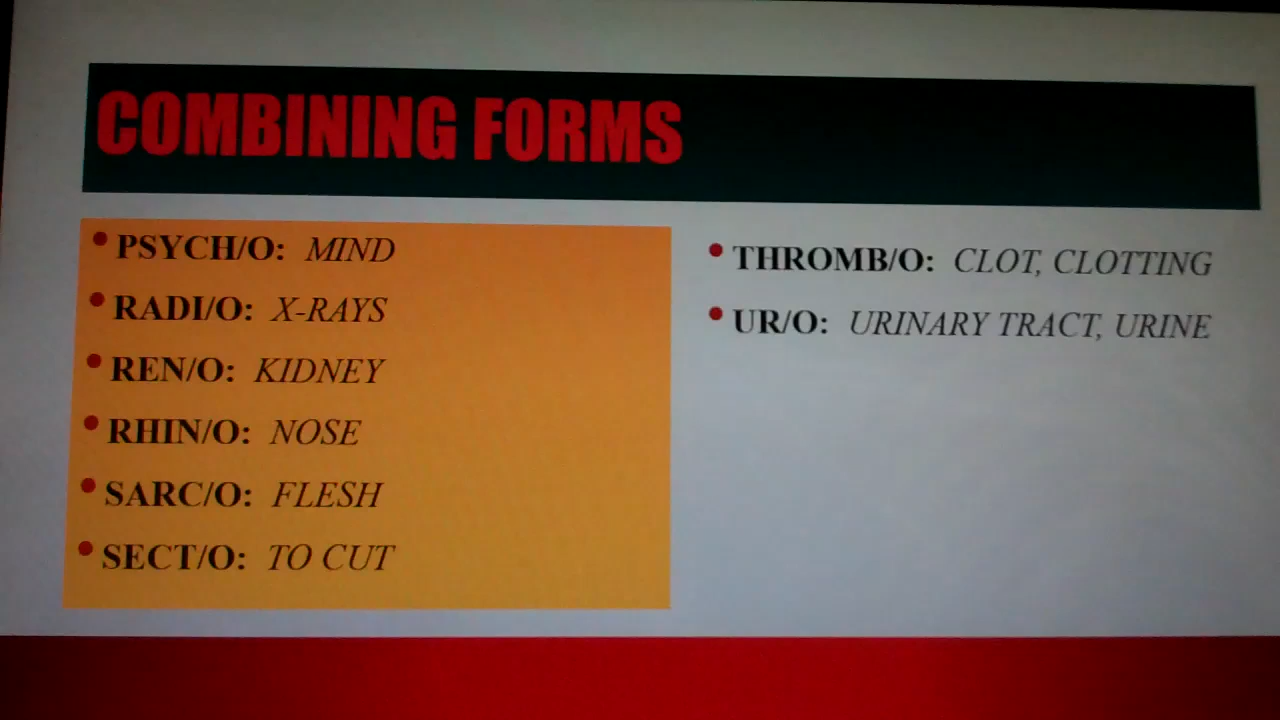 COMBINING FORMS
• PSYCH/O: MIND
• RADI/O: X-RAYS
• REN/O: KIDNEY
• RHIN/O: NOSE
• SARC/O: FLESH
• SECT/O: TO CUT
• THROMB/O: CLOT, CLOTTING
• UR/O: URINARY TRACT, URINE